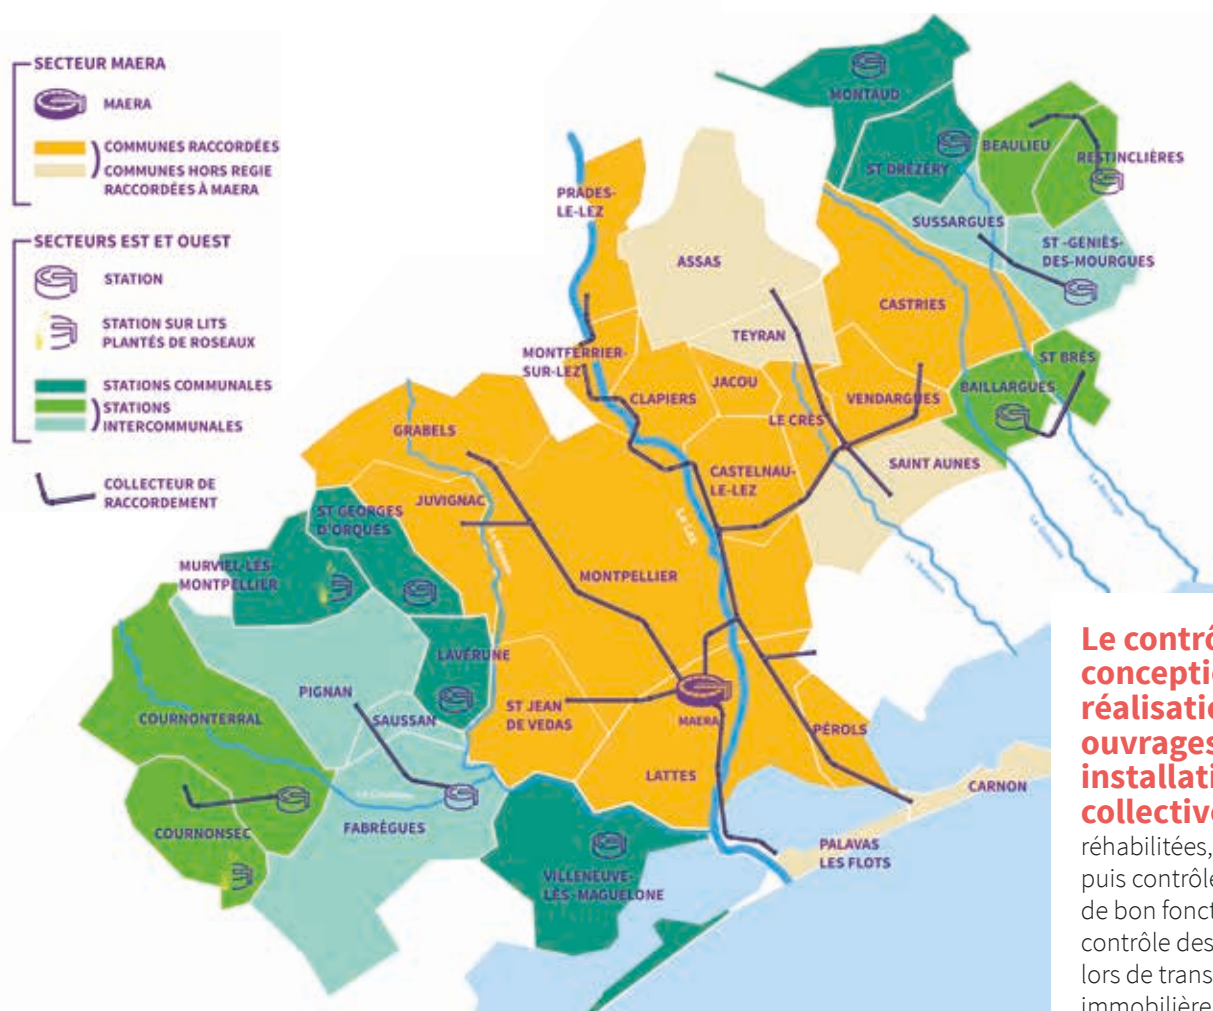 SECTEUR MAERA
MAERA
COMMUNES RACCORDÉES
COMMUNES HORS REGIE
RACCORDÉES À MAERA
SECTEURS EST ET OUEST
STATION
STATION SUR LITS
PLANTÉS DE ROSEAUX
STATIONS COMMUNALES
STATIONS
INTERCOMMUNALES
COLLECTEUR DE
RACCORDEMENT
MONTAUD
ST DRÉZÉRY
BEAULIEU
RESTINCLIÈRES
PRADES-
LE-LEZ
SUSSARGUES
ST -GENIÈS-
DES-MOURGUES
ASSAS
CASTRIES
TEYRAN
MONTFERRIER-
SUR-LEZ
ST BRÈS
JACOU
BAILLARGUES
CLAPIERS
VENDARGUES
LE CRÈS
GRABELS
SAINT AUNES
CASTELNAU-
LE-LEZ
JUVIGNAC
ST GEORGES
D'ORQUES
Le Lez
MURVIEL-LÈS
MONTPELLIER
MONTPELLIER
LAVÉRUNE
PIGNAN
SAUSSAN
ST JEAN
DE VEDAS
MAERA
COURNONTERRAL
PÉROLS
LATTES
CARNON
COURNONSEC
FABRÈGUES
PALAVAS
LES FLOTS
VILLENEUVE-
LÈS-MAGUELONE
Le contrô
concepti
réalisatio
ouvrages
installati
collective
réhabilitées,
puis contrôle
de bon fonct
contrôle des
lors de trans
immobilière